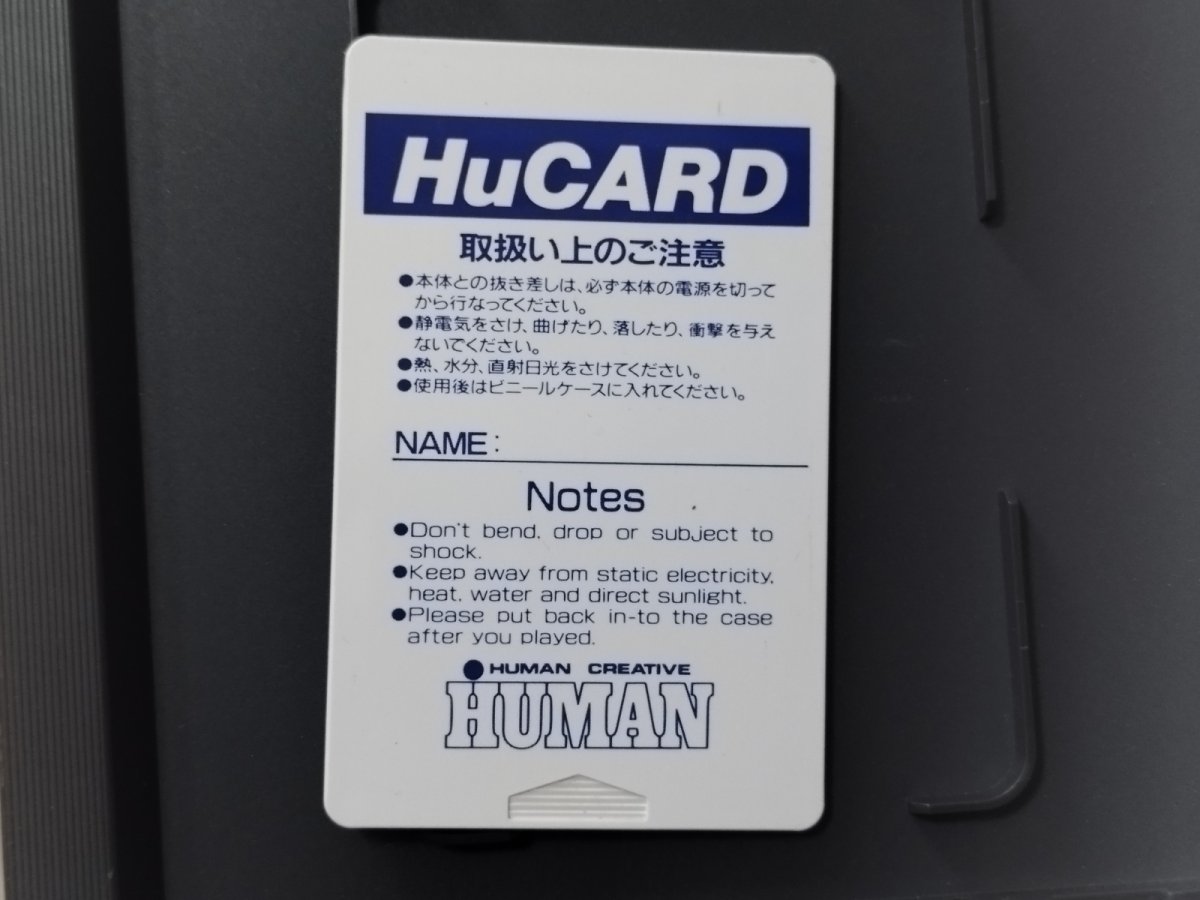 HuCARD
取扱い上のご注意
●本体との抜き差しは、必ず本体の電源を切って
から行なってください。
●静電気をさけ、曲げたり、落したり、衝撃を与え
ないでください。
●熱、水分、直射日光をさけてください。
●使用後はビニールケースに入れてください。
NAME:
Notes
●Don't bend, drop or subject to
shock.
●Keep away from static electricity,
heat, water and direct sunlight.
●Please put back in-to the case
after you played.
HUMAN CREATIVE
HUMAN